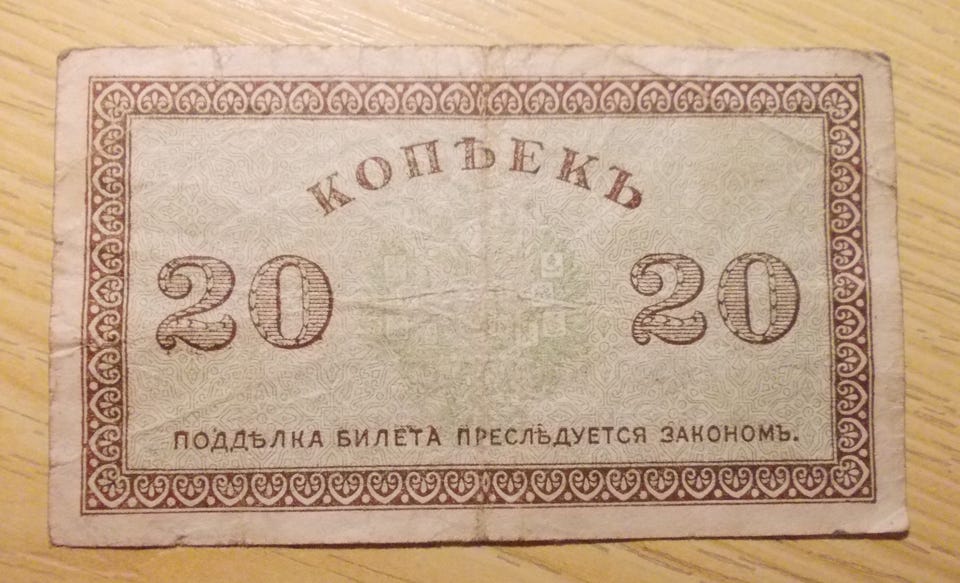 КОПѢЕКЪ
20 20
ПОДДѢЛКА БИЛЕТА ПРЕСЛѢДУЕТСЯ ЗАКОНОМЪ.